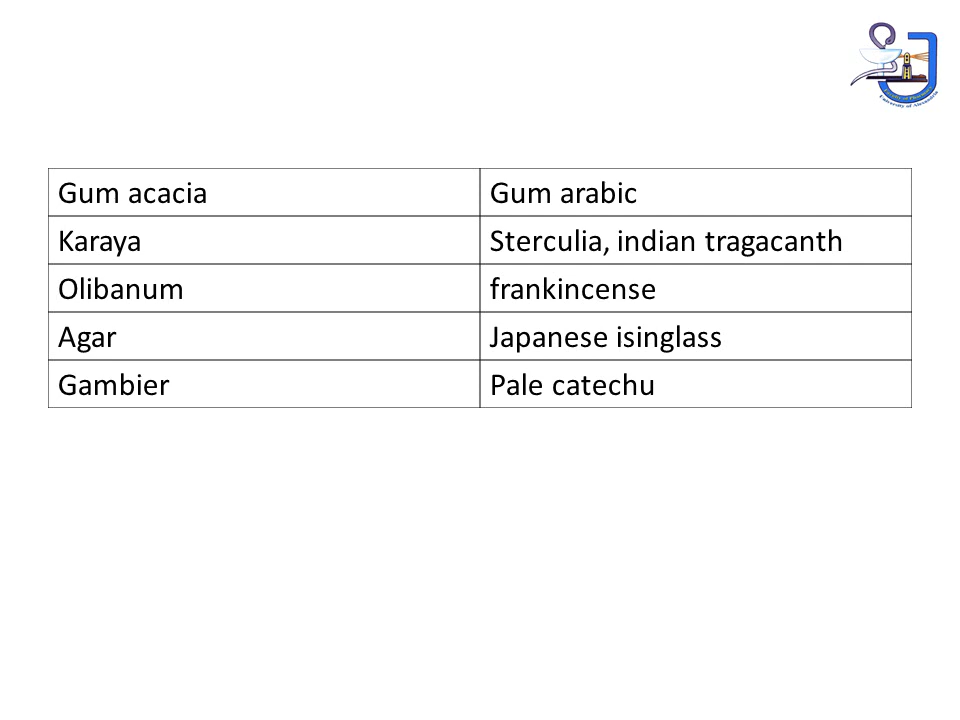 Gum acacia Gum arabic
Karaya Sterculia, indian tragacanth
Olibanum frankincense
Agar Japanese isinglass
Gambier Pale catechu